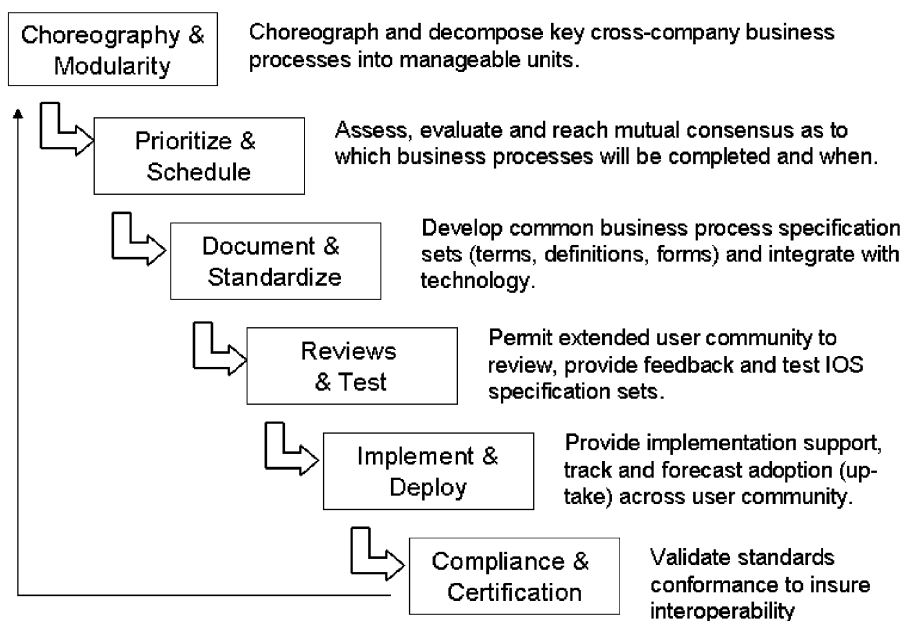 Choreography &
Modularity
Choreograph and decompose key cross-company business
processes into manageable units.
Prioritize &
Schedule
Assess, evaluate and reach mutual consensus as to
which business processes will be completed and when.
Document &
Standardize
Develop common business process specification
sets (terms, definitions, forms) and integrate with
technology.
Reviews
& Test
Permit extended user community to
review, provide feedback and test IOS
specification sets.
Implement &
Deploy
Provide implementation support,
track and forecast adoption (up-
take) across user community.
Compliance &
Certification
Validate standards
conformance to insure
interoperability